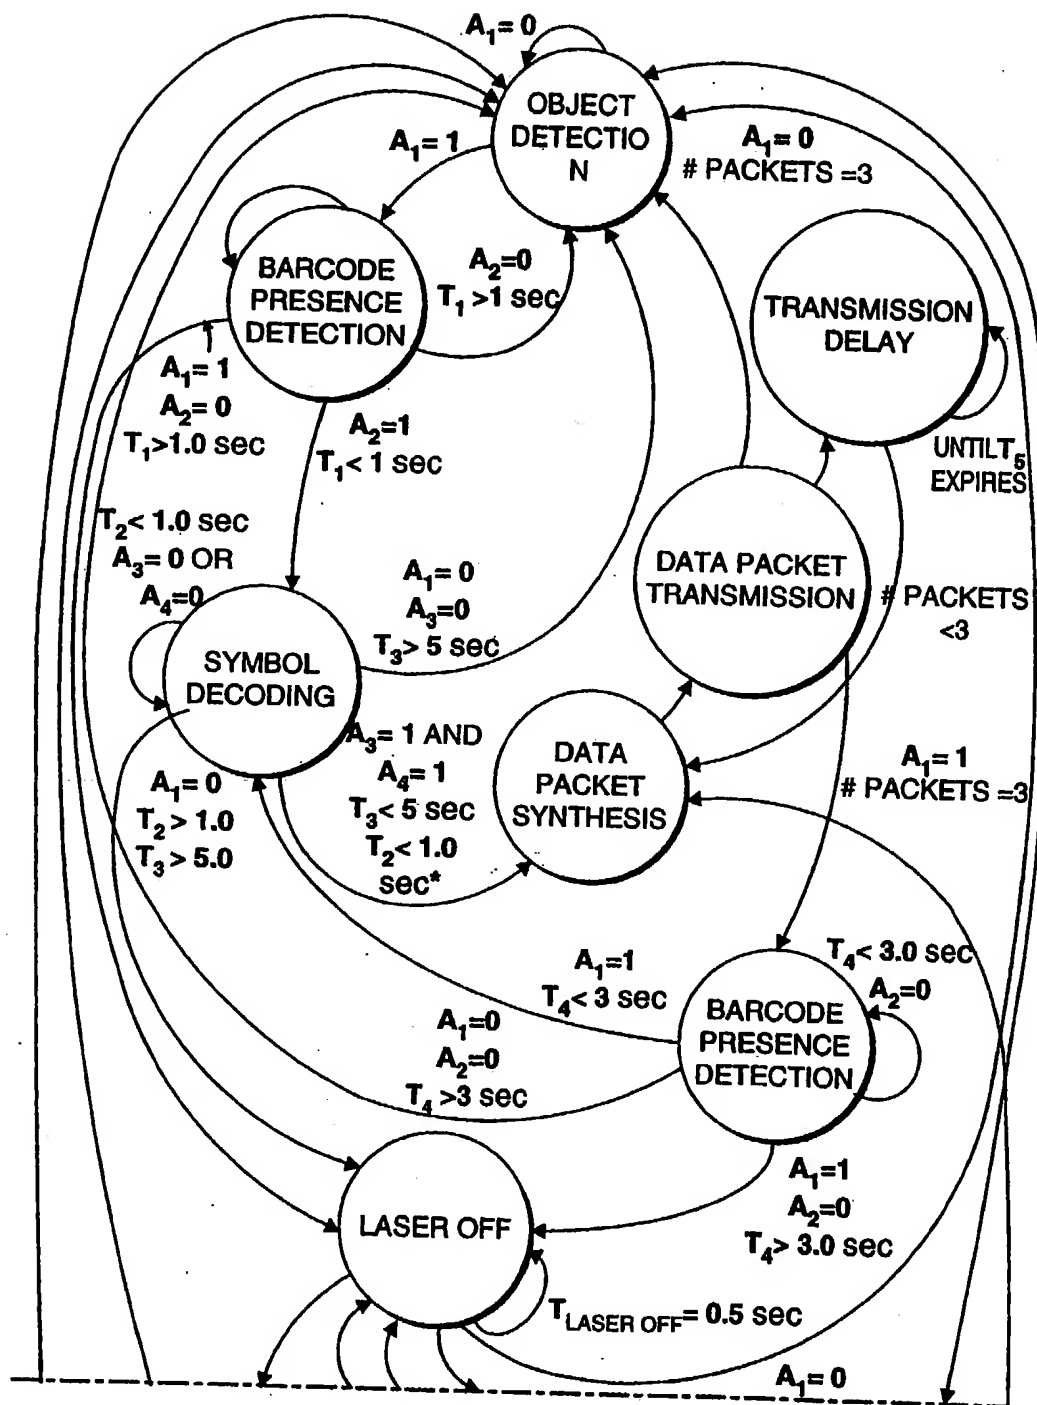 A₁= 0
OBJECT
DETECTIO
N
A₁= 1
A₁= 0
# PACKETS =3
BARCODE
PRESENCE
DETECTION
A₂=0
T₁ >1 sec
TRANSMISSION
DELAY
A₁= 1
A₂= 0
T₁>1.0 sec
A₂=1
T₁< 1 sec
UNTILT₅
EXPIRES
T₂< 1.0 sec
A₃= 0 OR
A₄=0
A₁= 0
A₃=0
T₃> 5 sec
DATA PACKET
TRANSMISSION
# PACKETS
<3
SYMBOL
DECODING
A₃= 1 AND
A₄= 1
T₃< 5 sec
T₂< 1.0
sec*
DATA
PACKET
SYNTHESIS
A₁= 1
# PACKETS =3
A₁= 0
T₂> 1.0
T₃> 5.0
A₁=1
T₄< 3 sec
T₄< 3.0 sec
A₂=0
BARCODE
PRESENCE
DETECTION
A₁=0
A₂=0
T₄ >3 sec
A₁=1
A₂=0
T₄> 3.0 sec
LASER OFF
T LASER OFF= 0.5 sec
A₁= 0